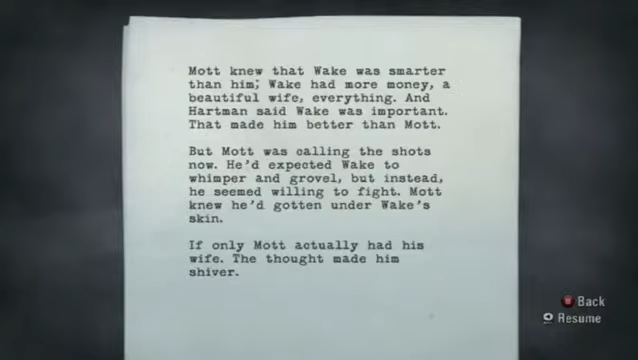 Mott knew that Wake was smarter
than him; Wake had more money, a
beautiful wife, everything. And
Hartman said Wake was important.
That made him better than Mott.
But Mott was calling the shots
now. He'd expected Wake to
whimper and grovel, but instead,
he seemed willing to fight. Mott
knew he'd gotten under Wake's
skin.
If only Mott actually had his
wife. The thought made him
shiver.
Back
Resume